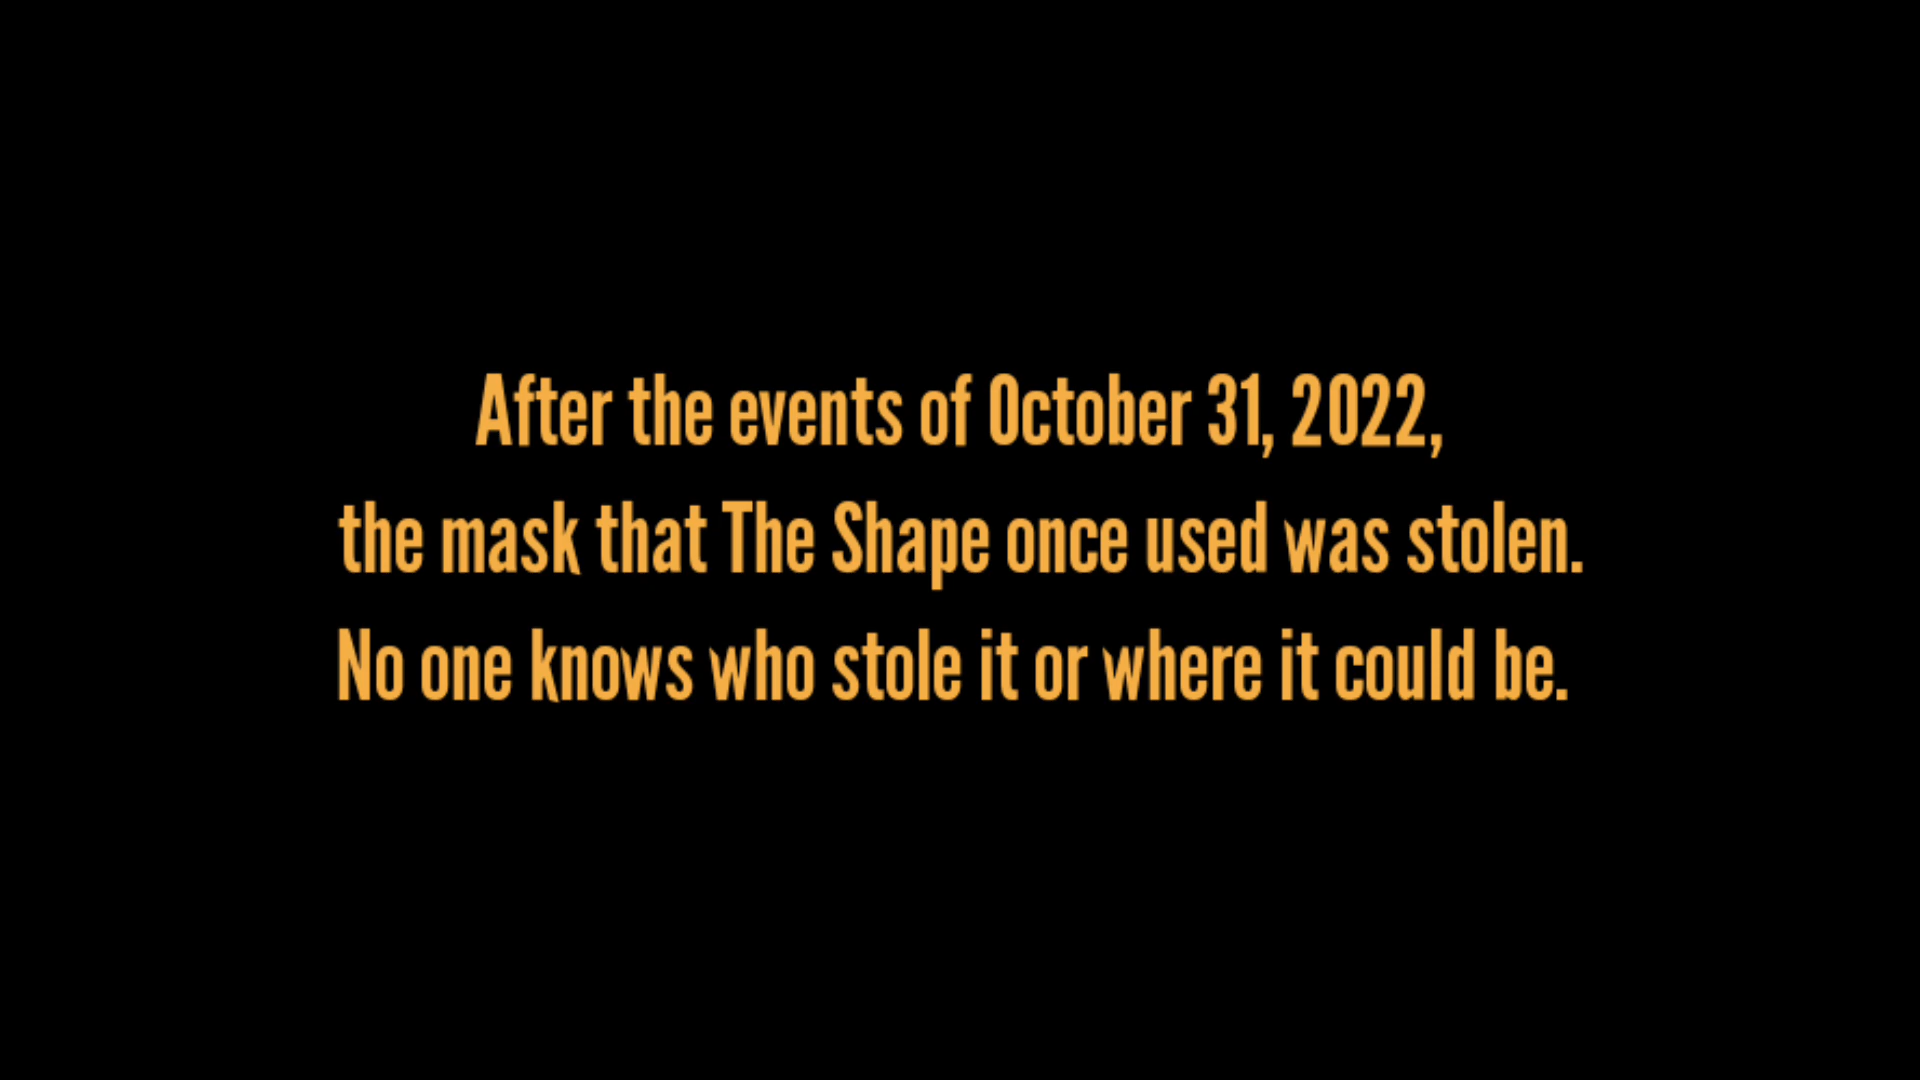 After the events of October 31, 2022,
the mask that The Shape once used was stolen.
No one knows who stole it or where it could be.